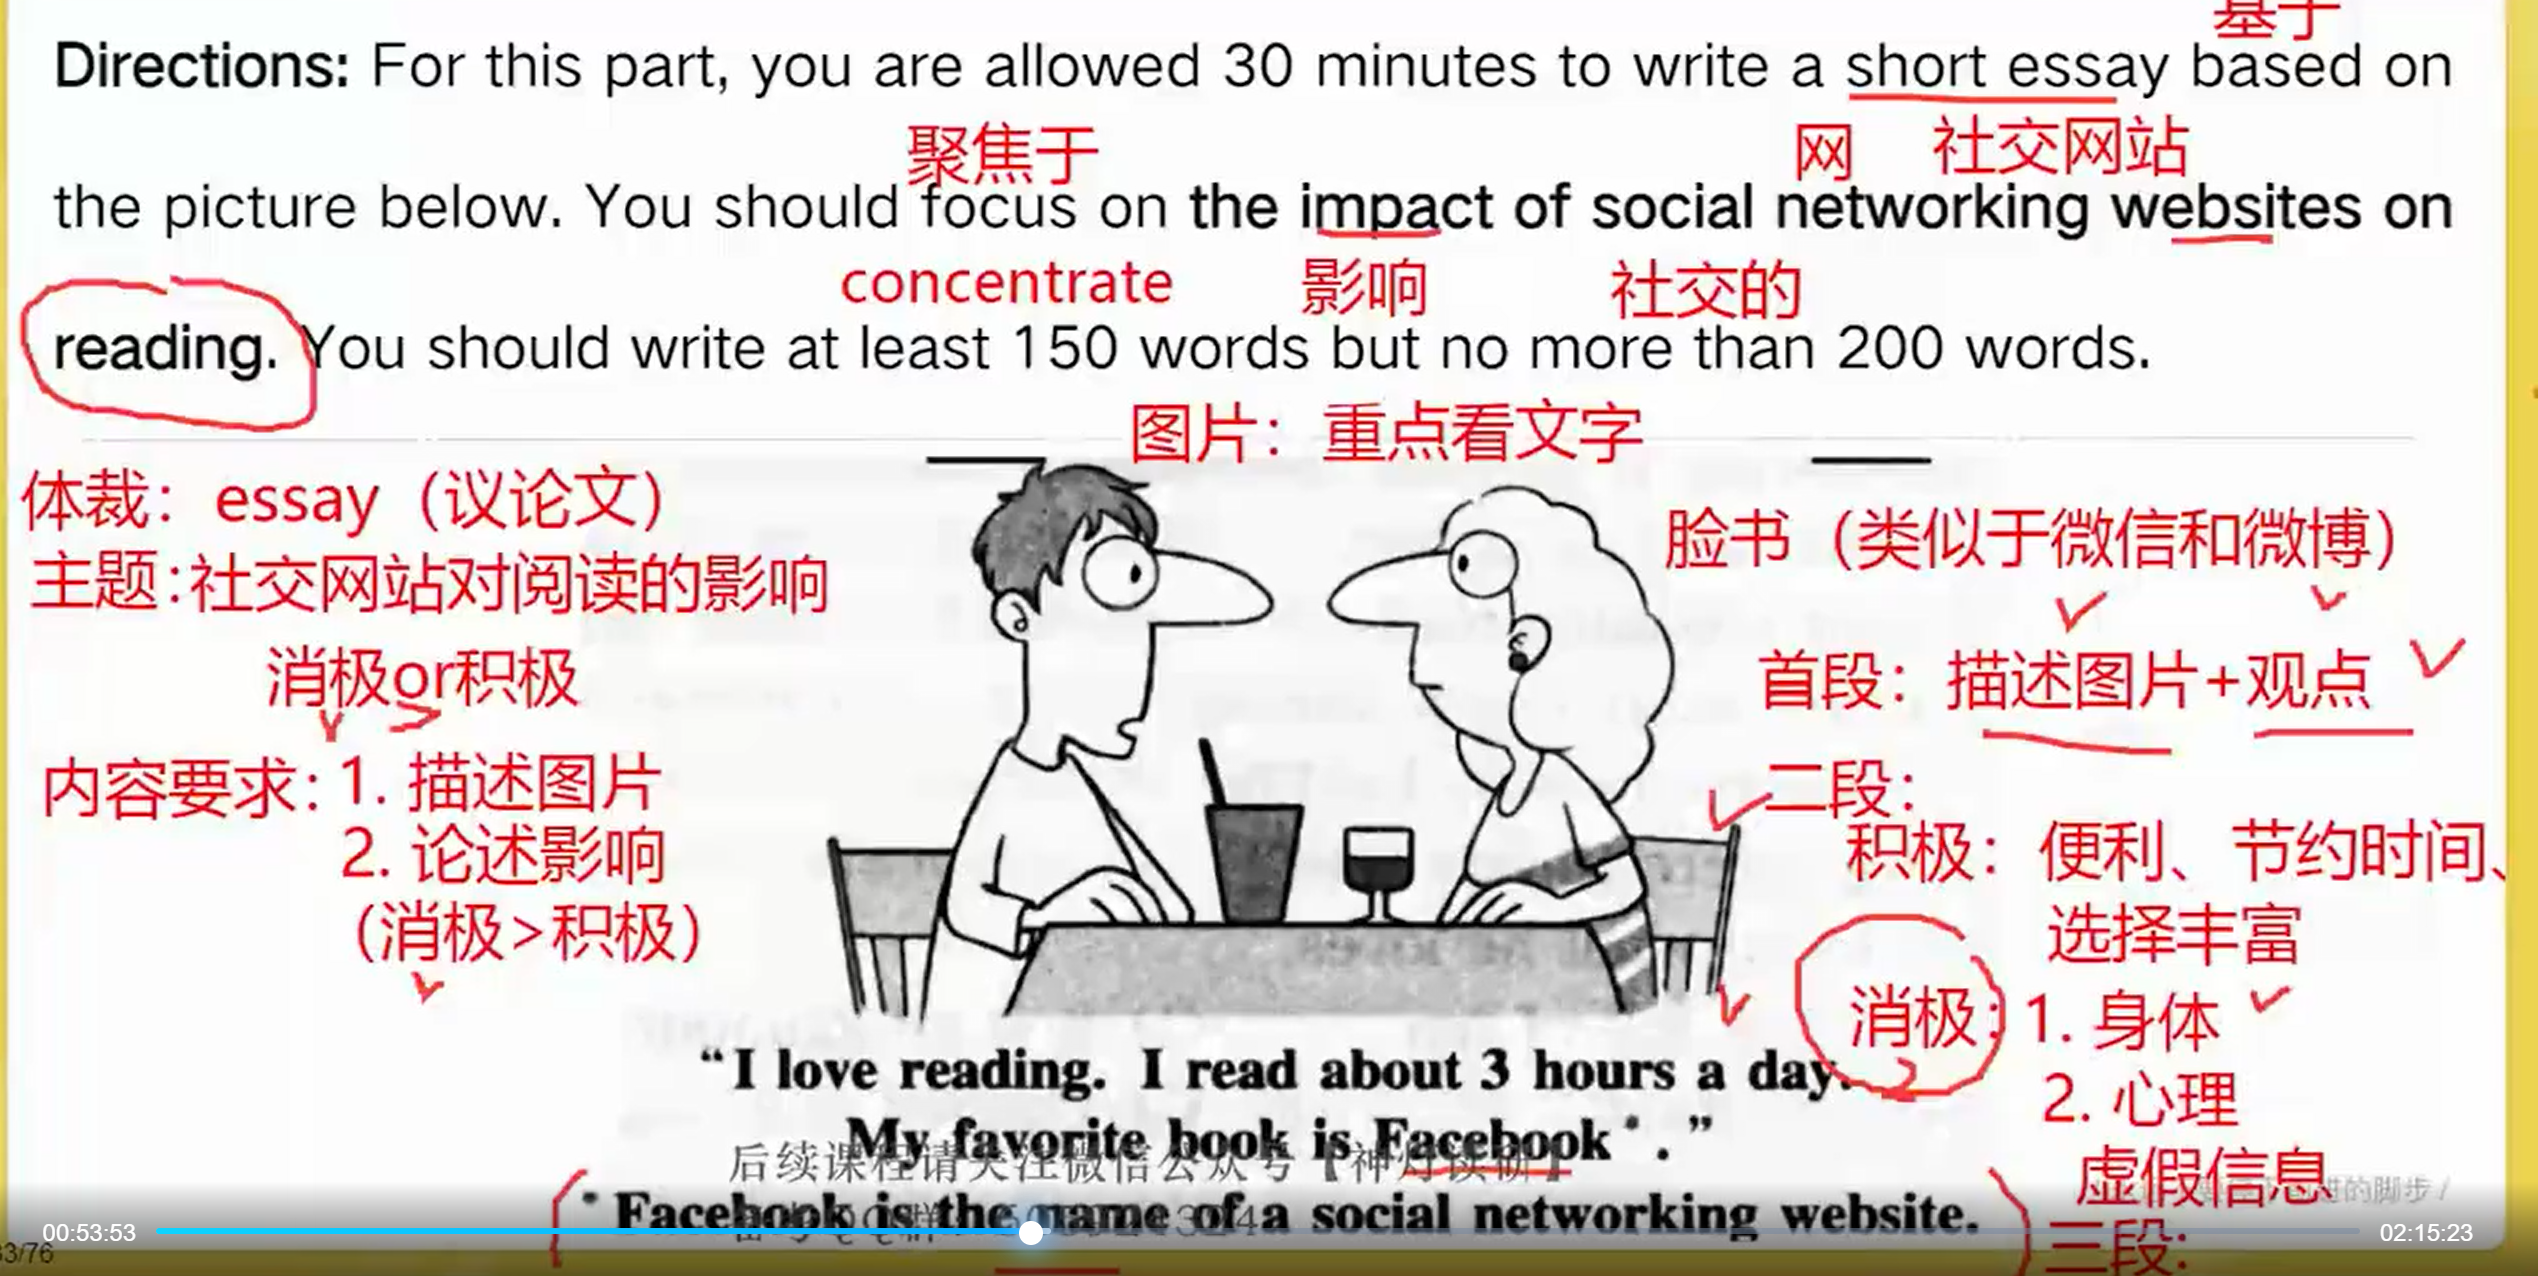 基于
Directions: For this part, you are allowed 30 minutes to write a short essay based on
聚焦于 网 社交网站
the picture below. You should focus on the impact of social networking websites on
concentrate 影响 社交的
reading. You should write at least 150 words but no more than 200 words.
图片：重点看文字
体裁：essay（议论文）
主题:社交网站对阅读的影响
消极or积极
内容要求:1. 描述图片
2. 论述影响
（消极>积极）
脸书（类似于微信和微博）
首段：描述图片+观点
二段：
积极：便利、节约时间、
选择丰富
消极：1. 身体
2. 心理
虚假信息
三段:
“I love reading. I read about 3 hours a day.
My favorite book is Facebook*.”
后续课程请关注微信公众号【神灯读研】
*Facebook is the name of a social networking website.
的脚步 /
00:53:53
02:15:23
3/76